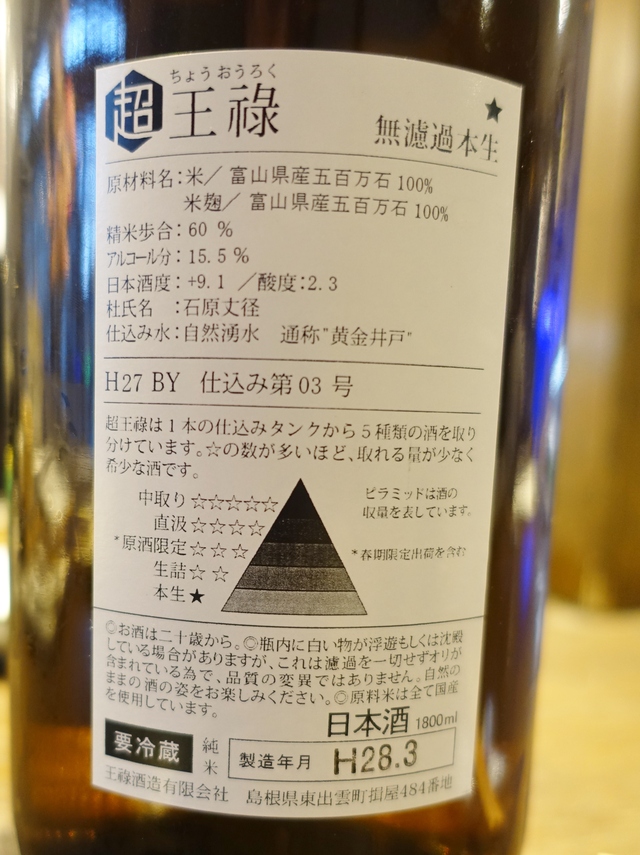 ちょうおうろく
超王祿
★
無濾過本生
原材料名:米／富山県産五百万石100%
米麹／富山県産五百万石100%
精米歩合:60 %
アルコール分:15.5 %
日本酒度:+9.1 ／酸度:2.3
杜氏名 :石原丈径
仕込み水:自然湧水 通称"黄金井戸"
H27 BY 仕込み第03号
超王祿は1本の仕込みタンクから5種類の酒を取り
分けています。☆の数が多いほど、取れる量が少なく
希少な酒です。
中取り☆☆☆☆☆
直汲☆☆☆☆
*原酒限定☆☆☆
生詰☆☆
本生★
ピラミッドは酒の
収量を表しています。
*春期限定出荷を含む
◎お酒は二十歳から。◎瓶内に白い物が浮遊もしくは沈殿
している場合がありますが、これは濾過を一切せずオリが
含まれている為で、品質の変異ではありません。自然の
ままの酒の姿をお楽しみください。◎原料米は全て国産
を使用しています。
日本酒 1800ml
要冷蔵
純米
製造年月 H28.3
王祿酒造有限会社 島根県東出雲町揖屋484番地